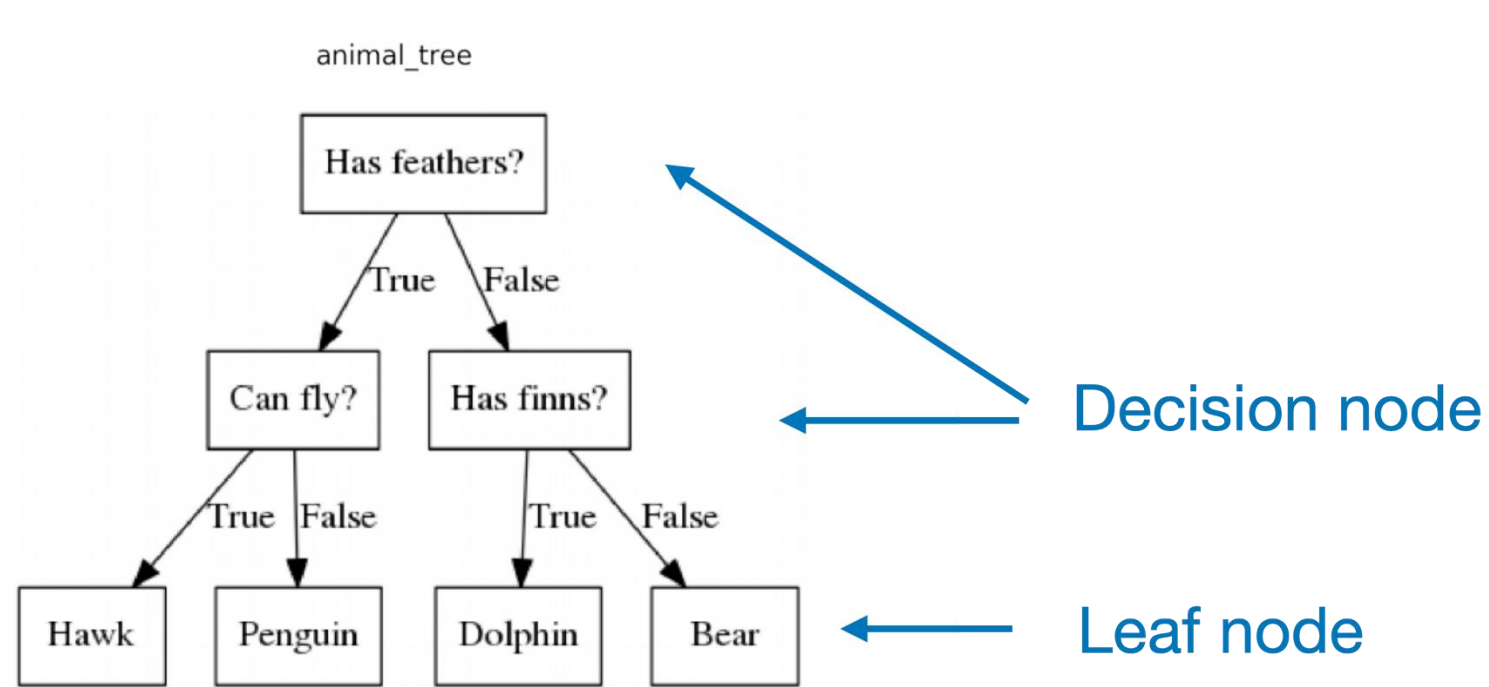 animal_tree
Has feathers?
True False
Can fly? Has finns?
Decision node
True False True False
Hawk Penguin Dolphin Bear
Leaf node